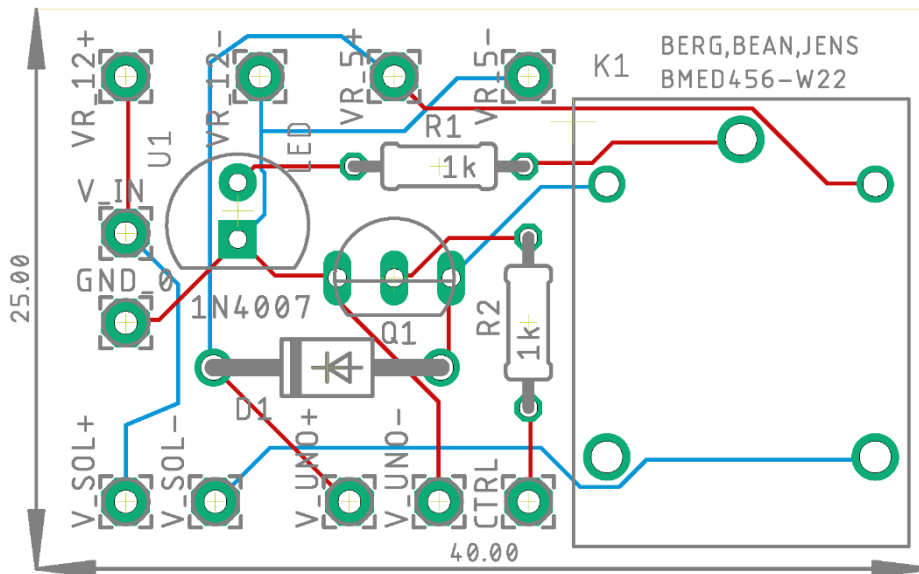 BERG,BEAN,JENS
BMED456-W22
K1
VR_12+
VR_12-
VR_5+
VR_5-
U1
LED
R1
1k
V_IN
GND_0
1N4007
Q1
R2
1k
D1
25.00
V_SOL+
V_SOL-
V_UNO+
V_UNO-
CTRL
40.00